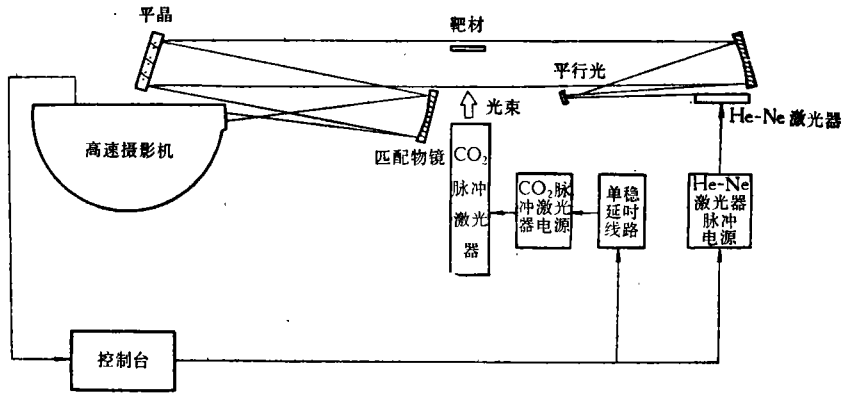 平晶
靶材
平行光
光束
He-Ne 激光器
高速摄影机
匹配物镜
CO₂
脉冲
激光
器
CO₂脉
冲激光
器电源
单稳
延时
线路
He-Ne
激光器
脉冲
电源
控制台